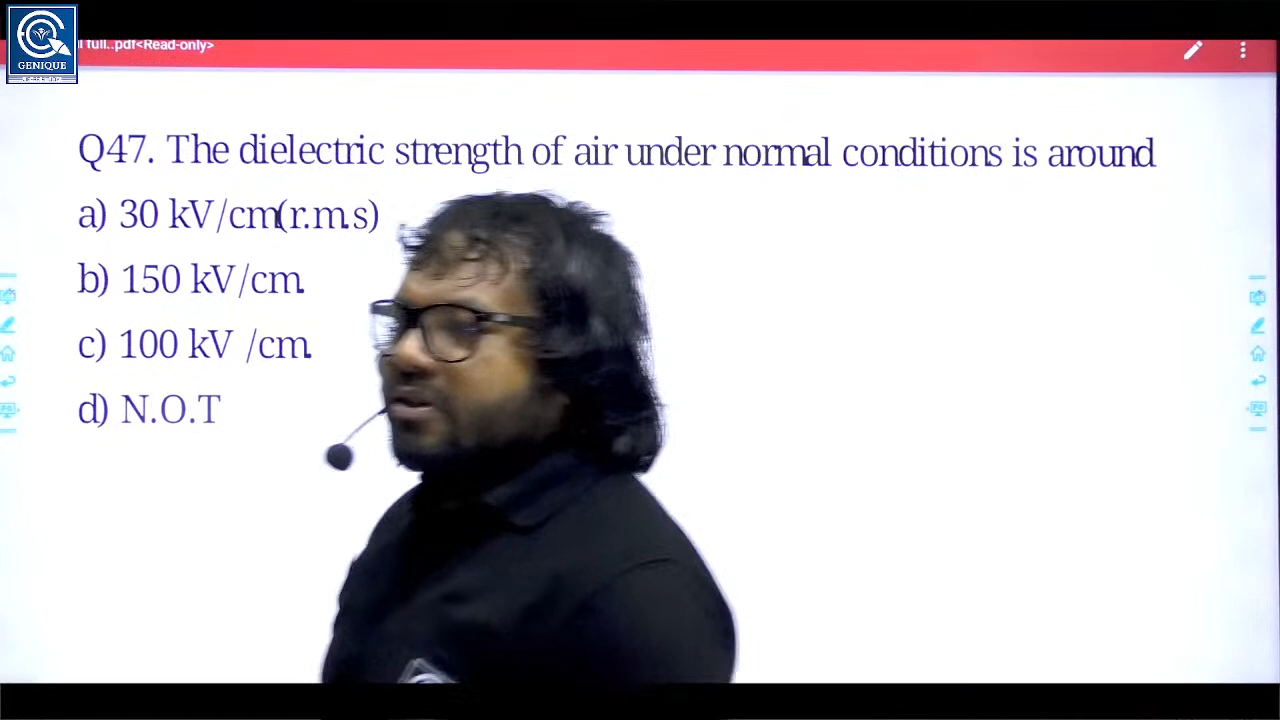 GENIQUE
full..pdf<Read-only>
Q47. The dielectric strength of air under normal conditions is around
a) 30 kV/cm(r.m.s)
b) 150 kV/cm.
c) 100 kV /cm.
d) N.O.T